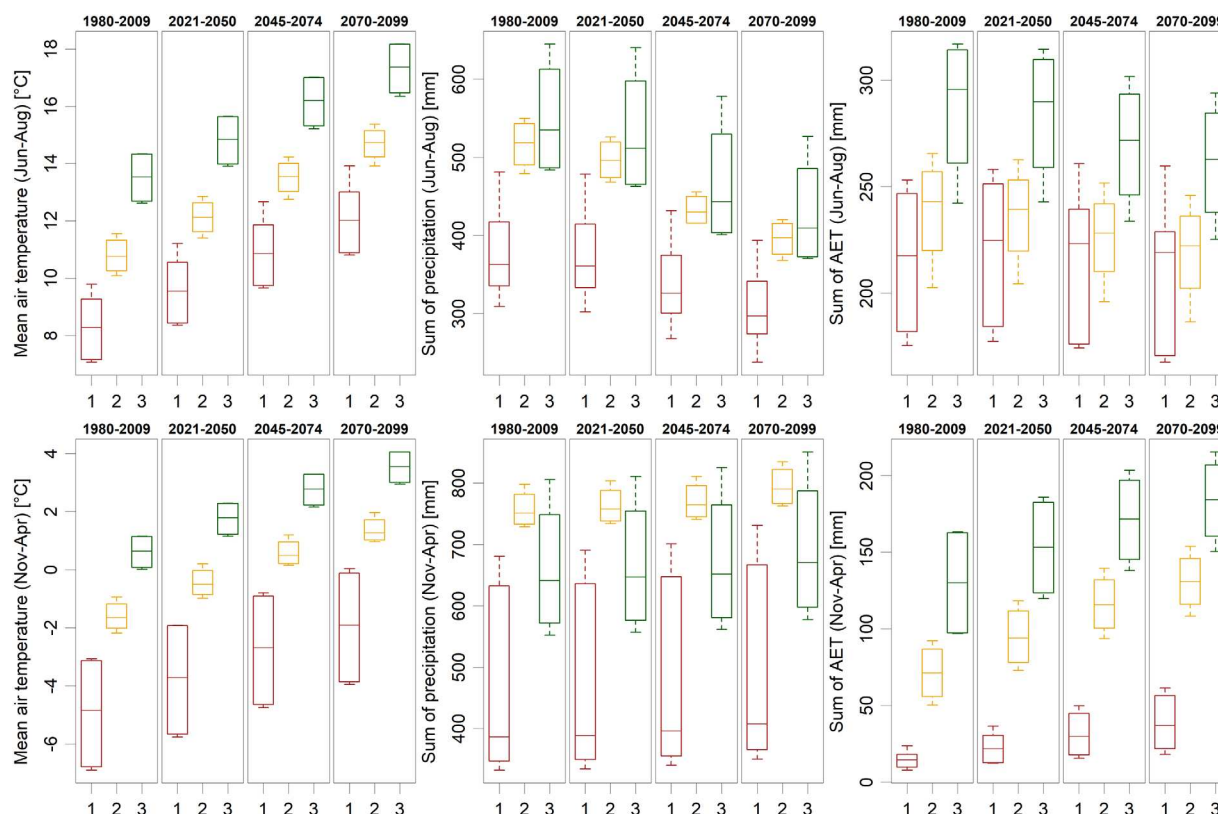 1980-2009 2021-2050 2045-2074 2070-2099
Mean air temperature (Jun-Aug) [°C]
18
16
14
12
10
8
1 2 3 1 2 3 1 2 3 1 2 3
1980-2009 2021-2050 2045-2074 2070-2099
Sum of precipitation (Jun-Aug) [mm]
600
500
400
300
1 2 3 1 2 3 1 2 3 1 2 3
1980-2009 2021-2050 2045-2074 2070-2099
Sum of AET (Jun-Aug) [mm]
300
250
200
1 2 3 1 2 3 1 2 3 1 2 3
1980-2009 2021-2050 2045-2074 2070-2099
Mean air temperature (Nov-Apr) [°C]
4
2
0
-2
-4
-6
1 2 3 1 2 3 1 2 3 1 2 3
1980-2009 2021-2050 2045-2074 2070-2099
Sum of precipitation (Nov-Apr) [mm]
800
700
600
400
1 2 3 1 2 3 1 2 3 1 2 3
1980-2009 2021-2050 2045-2074 2070-2099
Sum of AET (Nov-Apr) [mm]
200
150
100
50
0
1 2 3 1 2 3 1 2 3 1 2 3